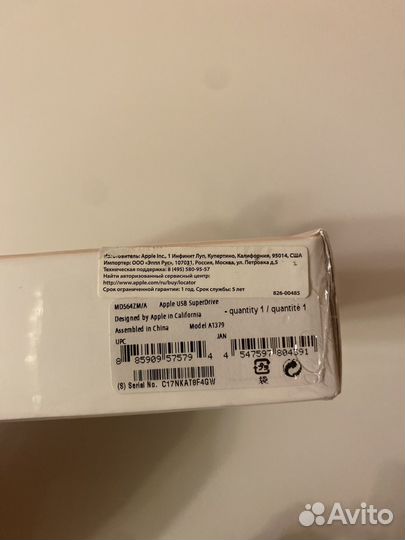 Изготовитель: Apple Inc., 1 Инфинит Луп, Купертино, Калифорния, 95014, США
Импортер: ООО «Эппл Рус», 107031, Россия, Москва, ул. Петровка д,5
Техническая поддержка: 8 (495) 580-95-57
Найти авторизованный сервисный центр:
http://www.apple.com/ru/buy/locator
Срок ограниченной гарантии: 1 год. Срок службы: 5 лет
826-00485
MD564ZM/A Apple USB SuperDrive
Designed by Apple in California
- quantity 1 / quantité 1
Assembled in China Model A1379
UPC JAN
8 85909 57579 4 4 547597 804391
(S) Serial No. C17NKAT8F4GW
袋
Avito